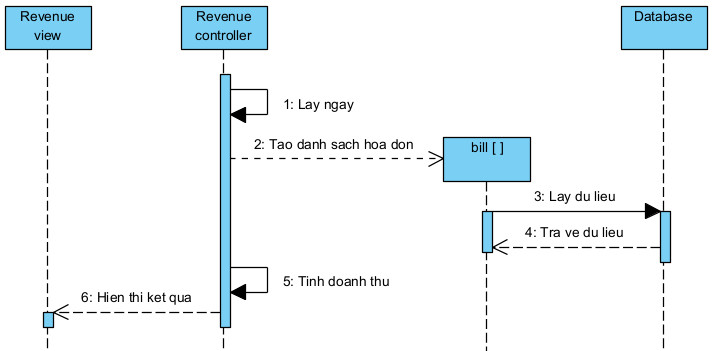 Revenue
view
Revenue
controller
Database
1: Lay ngay
2: Tao danh sach hoa don
bill [ ]
3: Lay du lieu
4: Tra ve du lieu
5: Tinh doanh thu
6: Hien thi ket qua